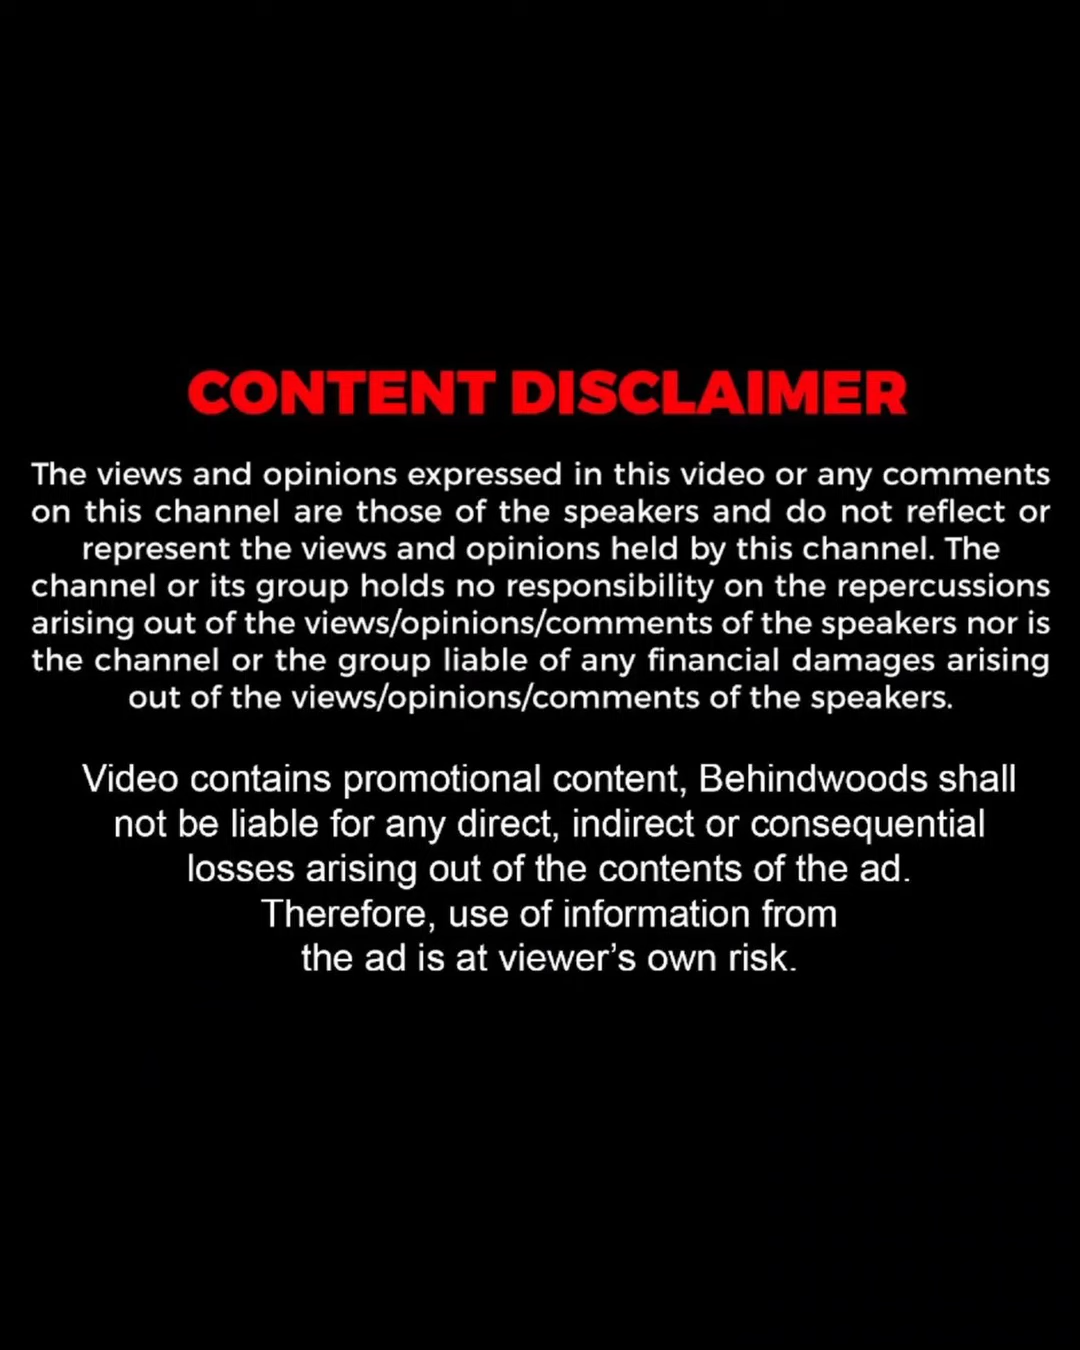 CONTENT DISCLAIMER
The views and opinions expressed in this video or any comments
on this channel are those of the speakers and do not reflect or
represent the views and opinions held by this channel. The
channel or its group holds no responsibility on the repercussions
arising out of the views/opinions/comments of the speakers nor is
the channel or the group liable of any financial damages arising
out of the views/opinions/comments of the speakers.
Video contains promotional content, Behindwoods shall
not be liable for any direct, indirect or consequential
losses arising out of the contents of the ad.
Therefore, use of information from
the ad is at viewer’s own risk.